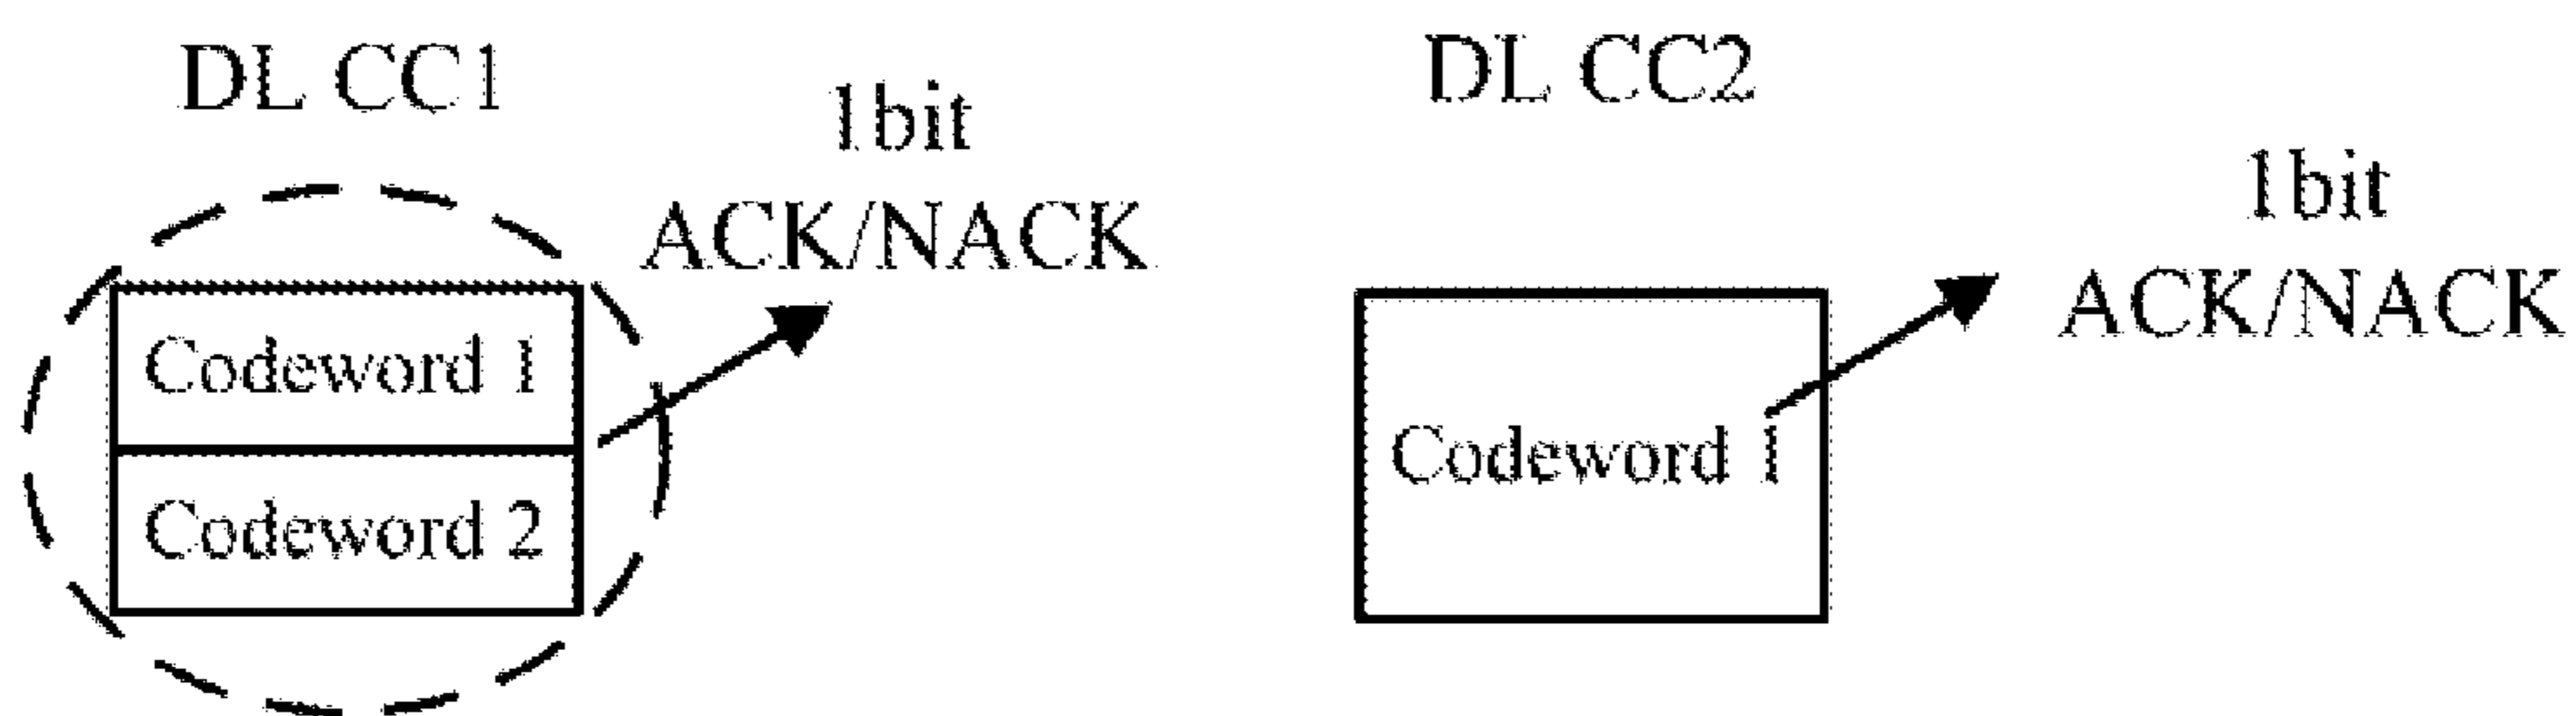 DL CC1
1bit
ACK/NACK
Codeword 1
Codeword 2
DL CC2
1bit
ACK/NACK
Codeword 1